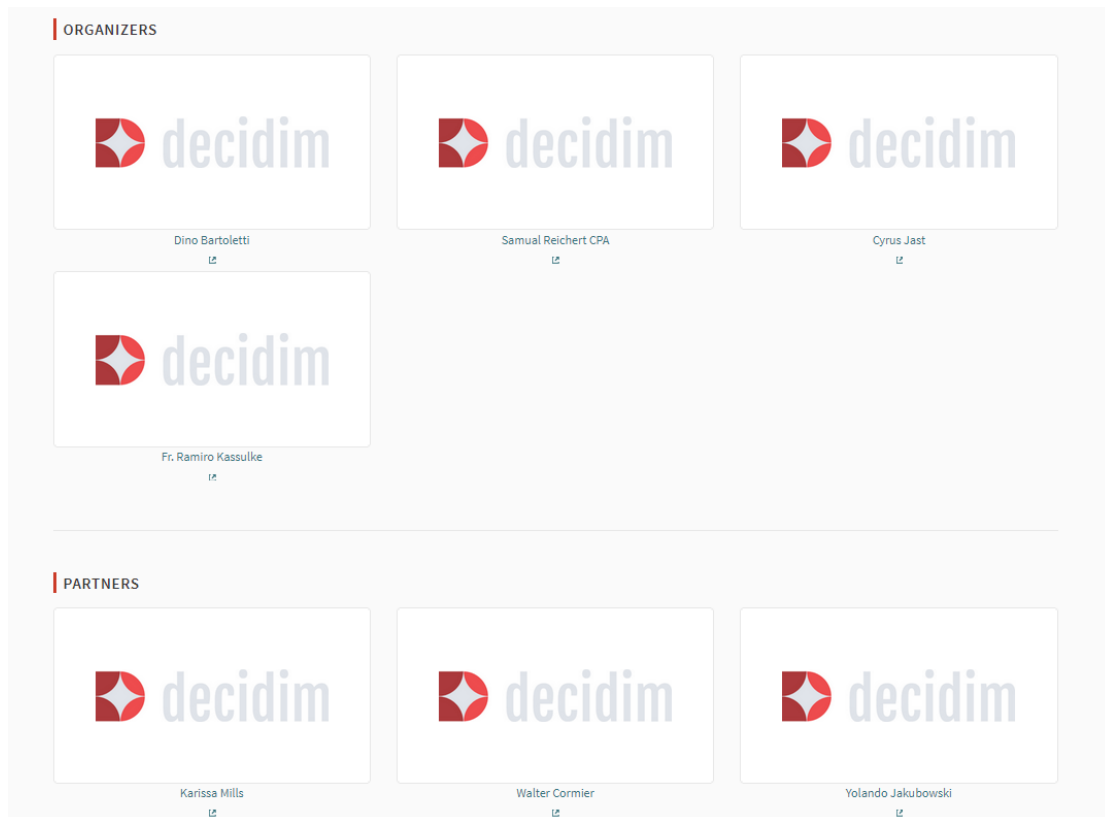 ORGANIZERS
decidim decidim decidim
Dino Bartoletti Samual Reichert CPA Cyrus Jast
decidim
Fr. Ramiro Kassulke
PARTNERS
decidim decidim decidim
Karissa Mills Walter Cormier Yolando Jakubowski